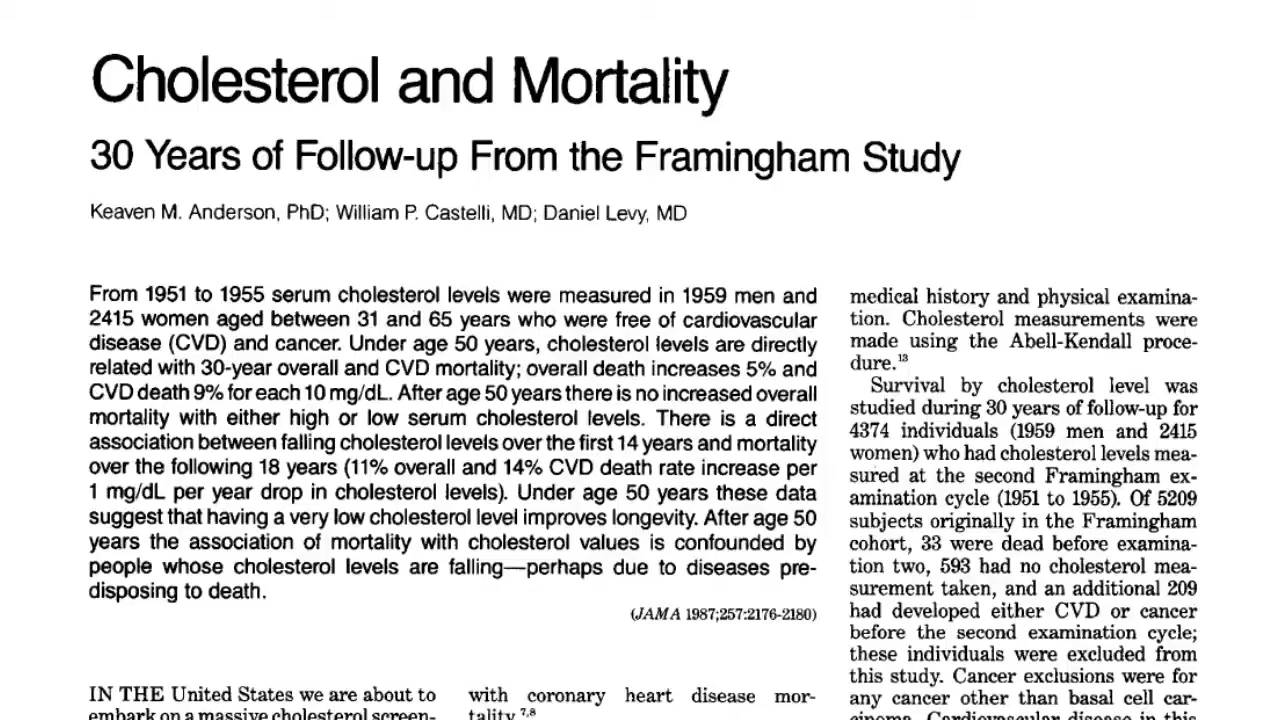 Cholesterol and Mortality
30 Years of Follow-up From the Framingham Study
Keaven M. Anderson, PhD; William P. Castelli, MD; Daniel Levy, MD
From 1951 to 1955 serum cholesterol levels were measured in 1959 men and
2415 women aged between 31 and 65 years who were free of cardiovascular
disease (CVD) and cancer. Under age 50 years, cholesterol levels are directly
related with 30-year overall and CVD mortality; overall death increases 5% and
CVD death 9% for each 10 mg/dL. After age 50 years there is no increased overall
mortality with either high or low serum cholesterol levels. There is a direct
association between falling cholesterol levels over the first 14 years and mortality
over the following 18 years (11% overall and 14% CVD death rate increase per
1 mg/dL per year drop in cholesterol levels). Under age 50 years these data
suggest that having a very low cholesterol level improves longevity. After age 50
years the association of mortality with cholesterol values is confounded by
people whose cholesterol levels are falling—perhaps due to diseases pre-
disposing to death.
(JAMA 1987;257:2176-2180)
IN THE United States we are about to
embark on a massive cholesterol screen-
with coronary heart disease mor-
tality.7,8
medical history and physical examina-
tion. Cholesterol measurements were
made using the Abell-Kendall proce-
dure.13
Survival by cholesterol level was
studied during 30 years of follow-up for
4374 individuals (1959 men and 2415
women) who had cholesterol levels mea-
sured at the second Framingham ex-
amination cycle (1951 to 1955). Of 5209
subjects originally in the Framingham
cohort, 33 were dead before examina-
tion two, 593 had no cholesterol mea-
surement taken, and an additional 209
had developed either CVD or cancer
before the second examination cycle;
these individuals were excluded from
this study. Cancer exclusions were for
any cancer other than basal cell car-
cinoma. Cardiovascular disease in this